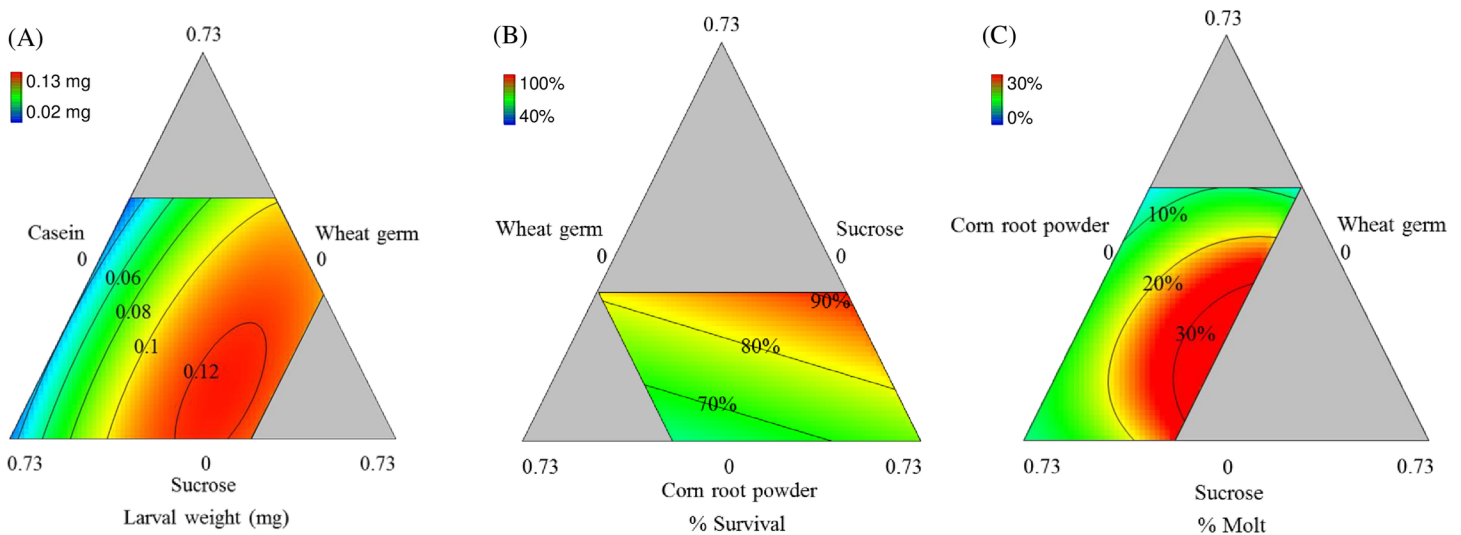 (A)
0.73
0.13 mg
0.02 mg
Casein
0
Wheat germ
0
0.06
0.08
0.1
0.12
0.73
0
0.73
Sucrose
Larval weight (mg)
(B)
0.73
100%
40%
Wheat germ
0
Sucrose
0
90%
80%
70%
0.73
0
0.73
Corn root powder
% Survival
(C)
0.73
30%
0%
Corn root powder
0
Wheat germ
0
10%
20%
30%
0.73
0
0.73
Sucrose
% Molt